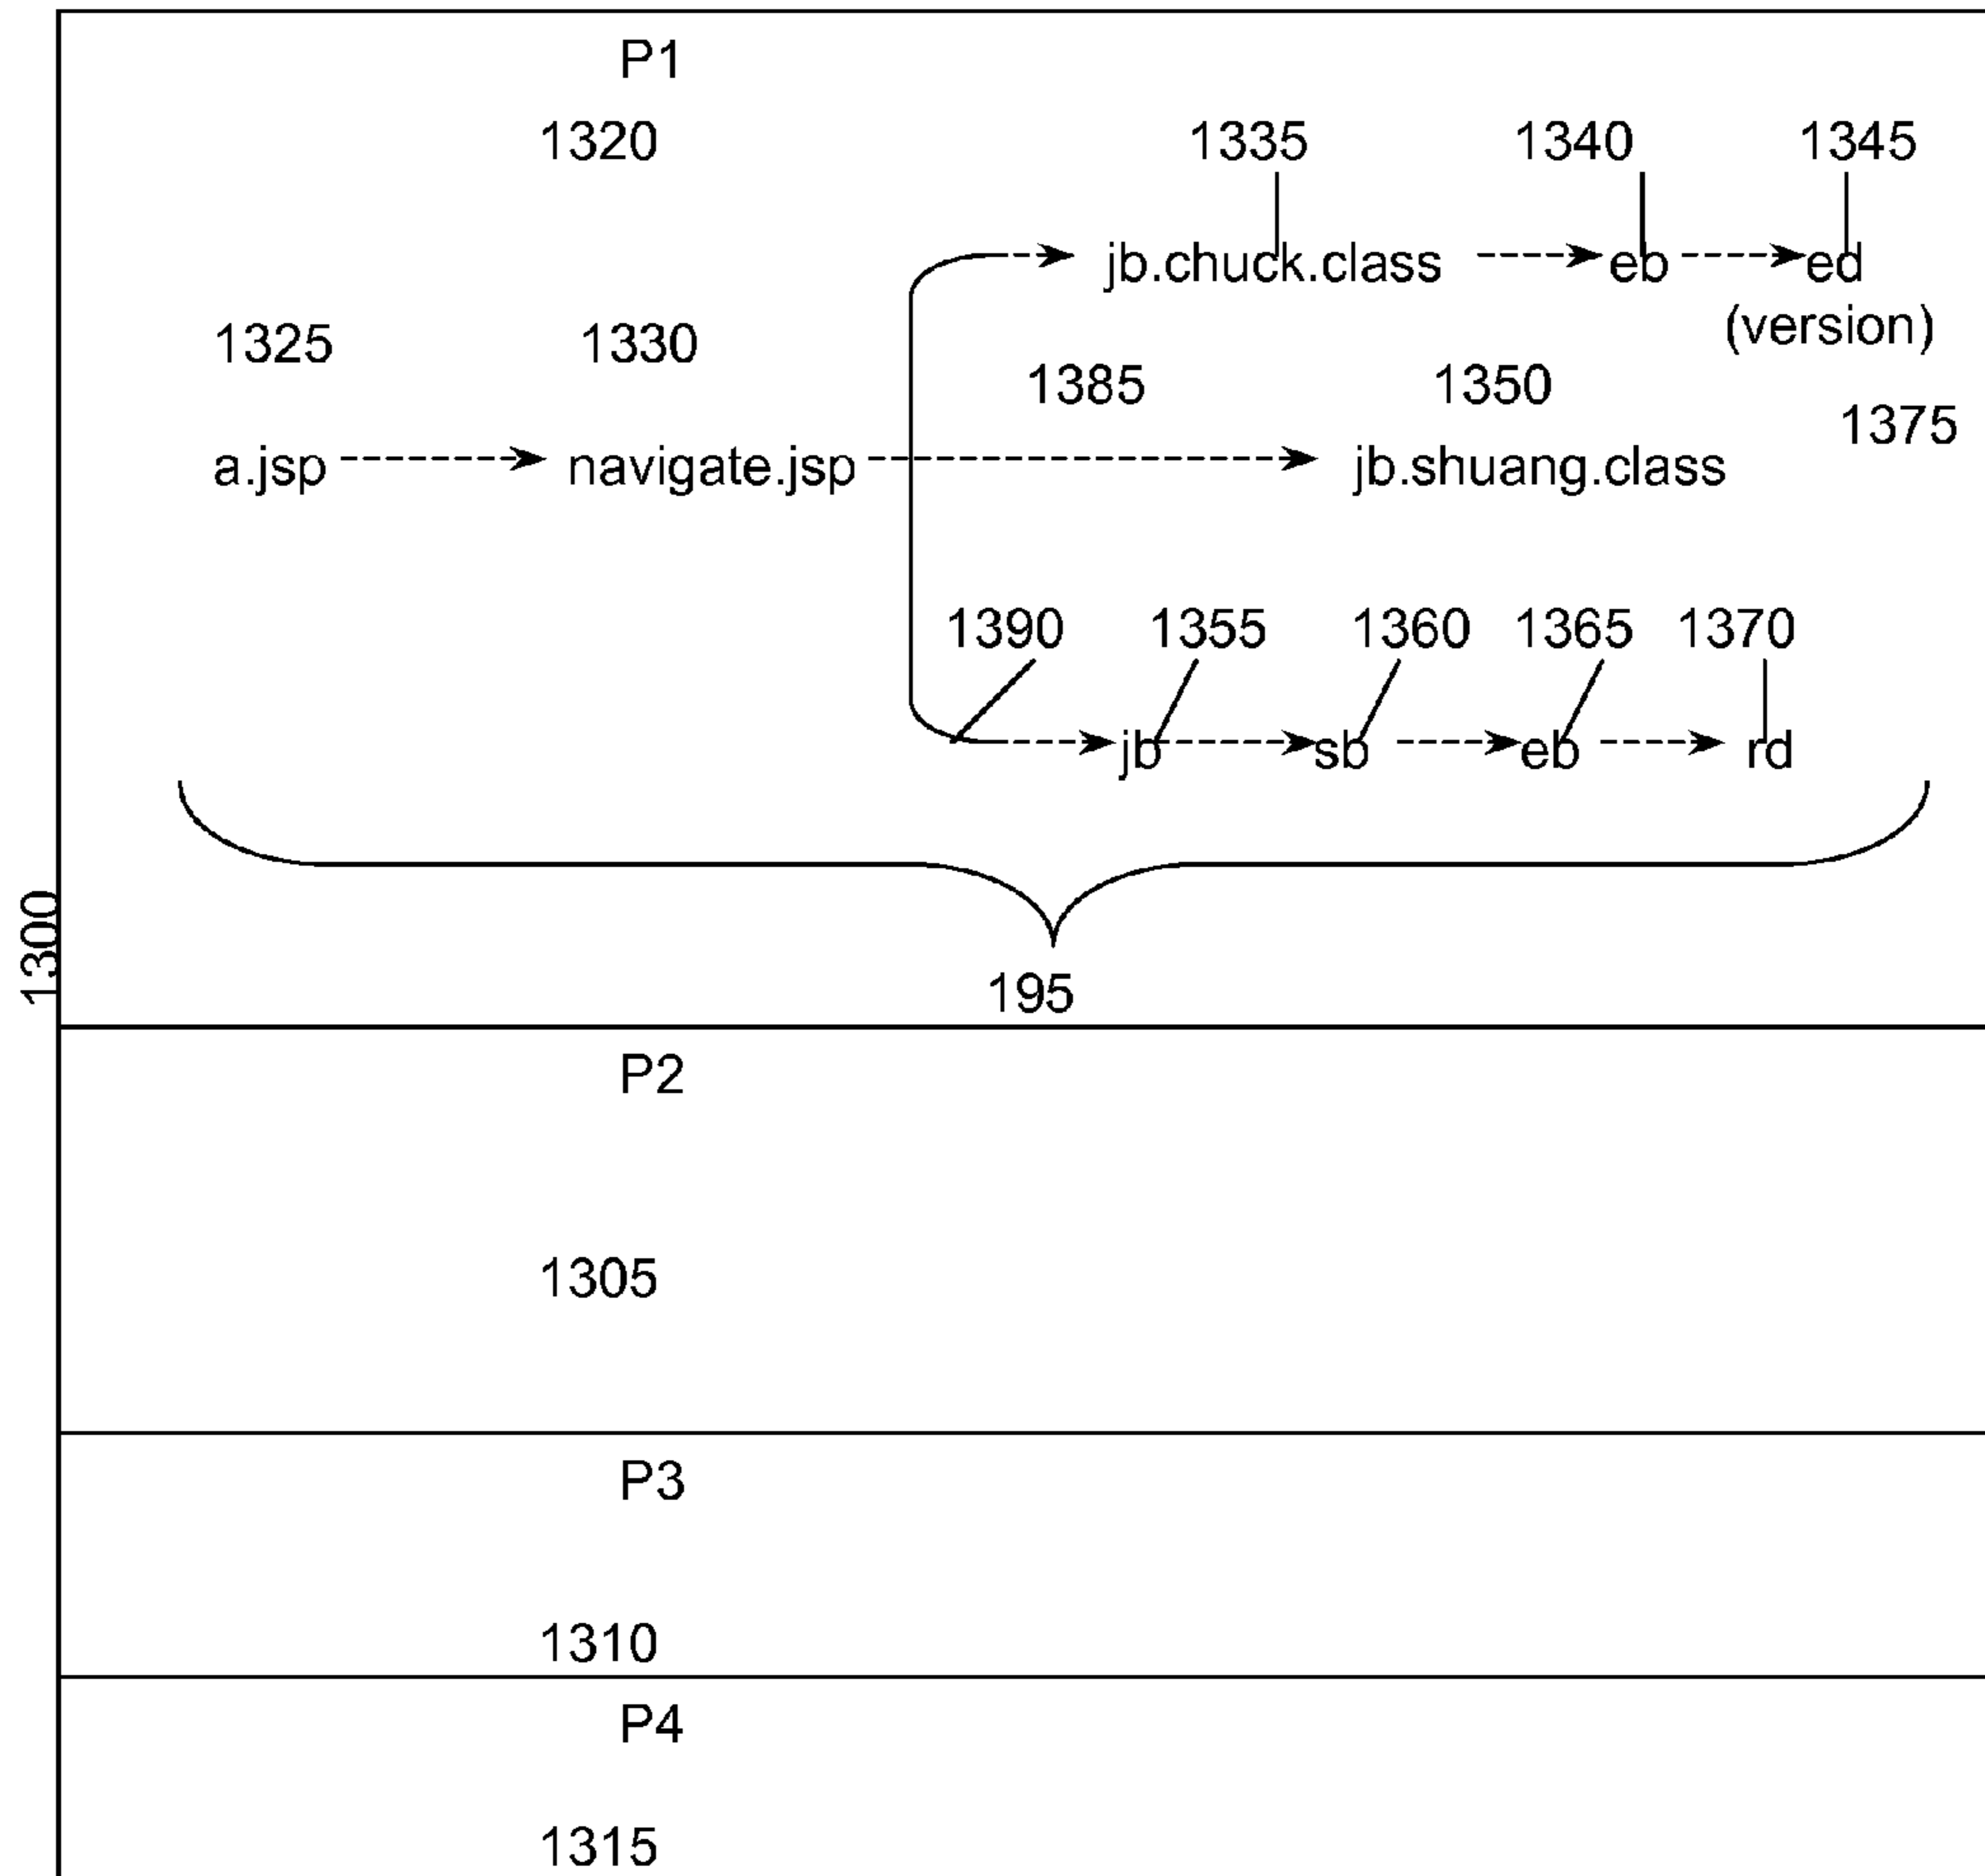 P1
1320
1335 1340 1345
jb.chuck.class eb ed
(version)
1325 1330
1385 1350
1375
a.jsp navigate.jsp jb.shuang.class
1390 1355 1360 1365 1370
jb sb eb rd
195
1300
P2
1305
P3
1310
P4
1315